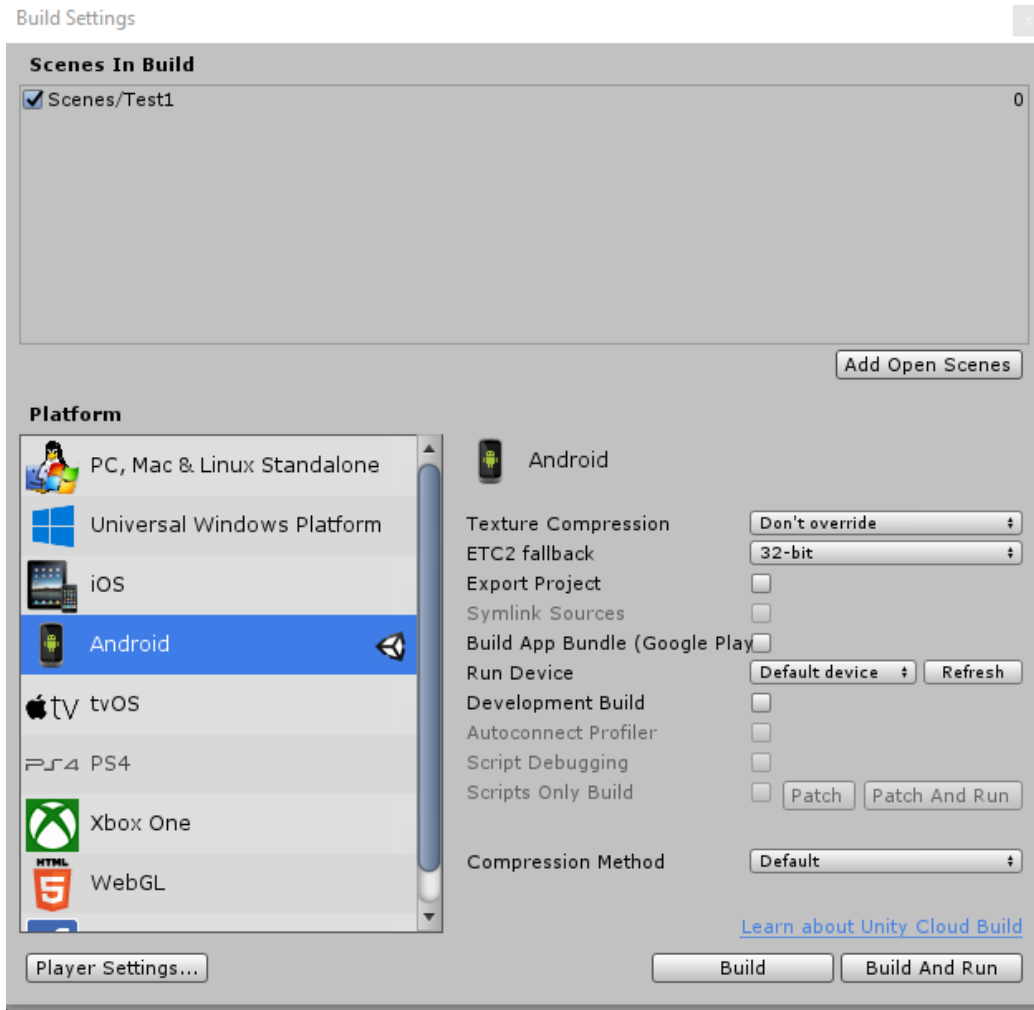 Build Settings
Scenes In Build
Scenes/Test1 0
Add Open Scenes
Platform
PC, Mac & Linux Standalone
Universal Windows Platform
iOS
Android
tv tvOS
PS4 PS4
Xbox One
HTML
5 WebGL
Android
Texture Compression Don't override
ETC2 fallback 32-bit
Export Project
Symlink Sources
Build App Bundle (Google Play
Run Device Default device Refresh
Development Build
Autoconnect Profiler
Script Debugging
Scripts Only Build Patch Patch And Run
Compression Method Default
Learn about Unity Cloud Build
Player Settings... Build Build And Run